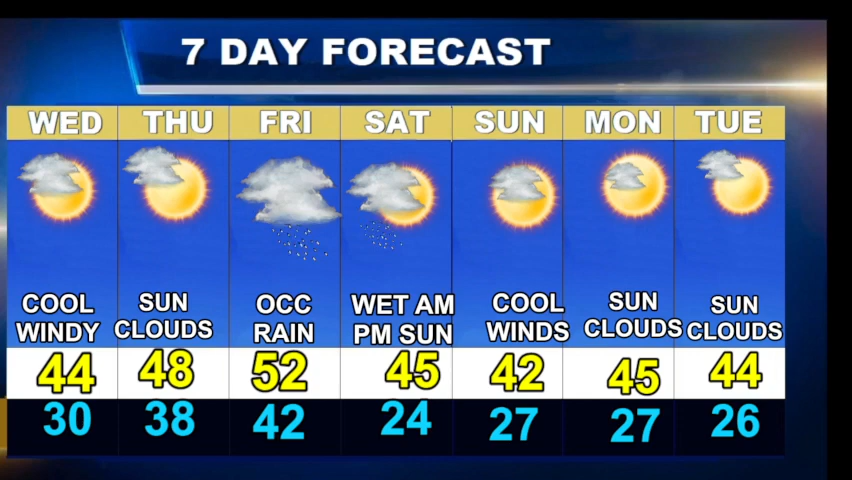 7 DAY FORECAST
WED THU FRI SAT SUN MON TUE
COOL WINDY
SUN CLOUDS
OCC RAIN
WET AM PM SUN
COOL WINDS
SUN CLOUDS
SUN CLOUDS
44 48 52 45 42 45 44
30 38 42 24 27 27 26